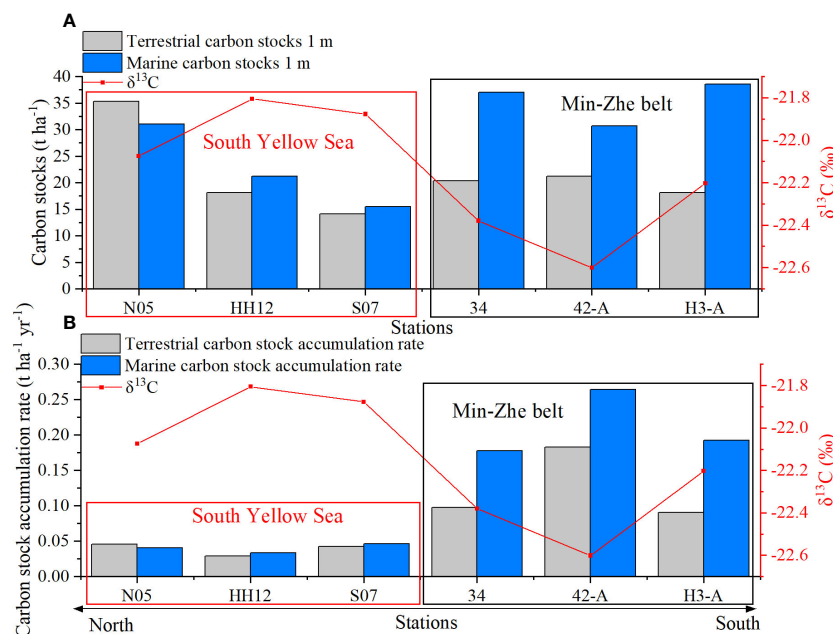 A
Terrestrial carbon stocks 1 m
Marine carbon stocks 1 m
δ13C
40
35
30
25
20
15
10
5
0
Carbon stocks (t ha-1)
South Yellow Sea
Min-Zhe belt
-21.8
-22.0
-22.2
-22.4
-22.6
δ13C (‰)
N05 HH12 S07 34 42-A H3-A
Stations
B
Terrestrial carbon stock accumulation rate
Marine carbon stock accumulation rate
δ13C
0.30
0.25
0.20
0.15
0.10
0.05
0.00
Carbon stock accumulation rate (t ha-1 yr-1)
Min-Zhe belt
South Yellow Sea
-21.8
-22.0
-22.2
-22.4
-22.6
δ13C (‰)
N05 HH12 S07 34 42-A H3-A
North Stations South